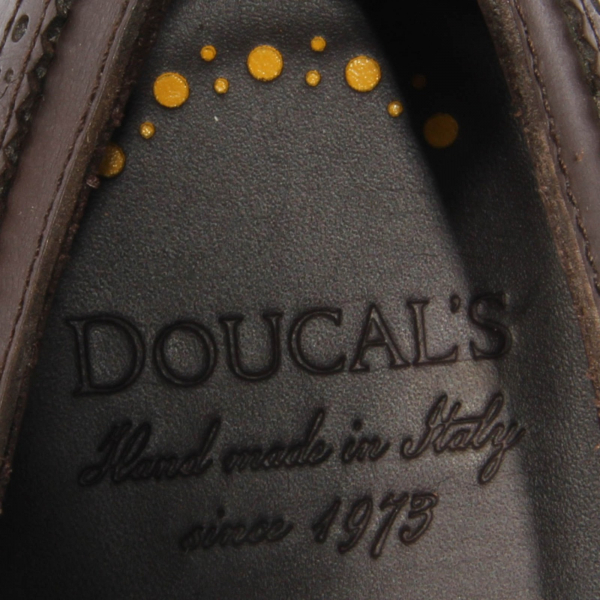 DOUCAL'S
Hand made in Italy
since 1973